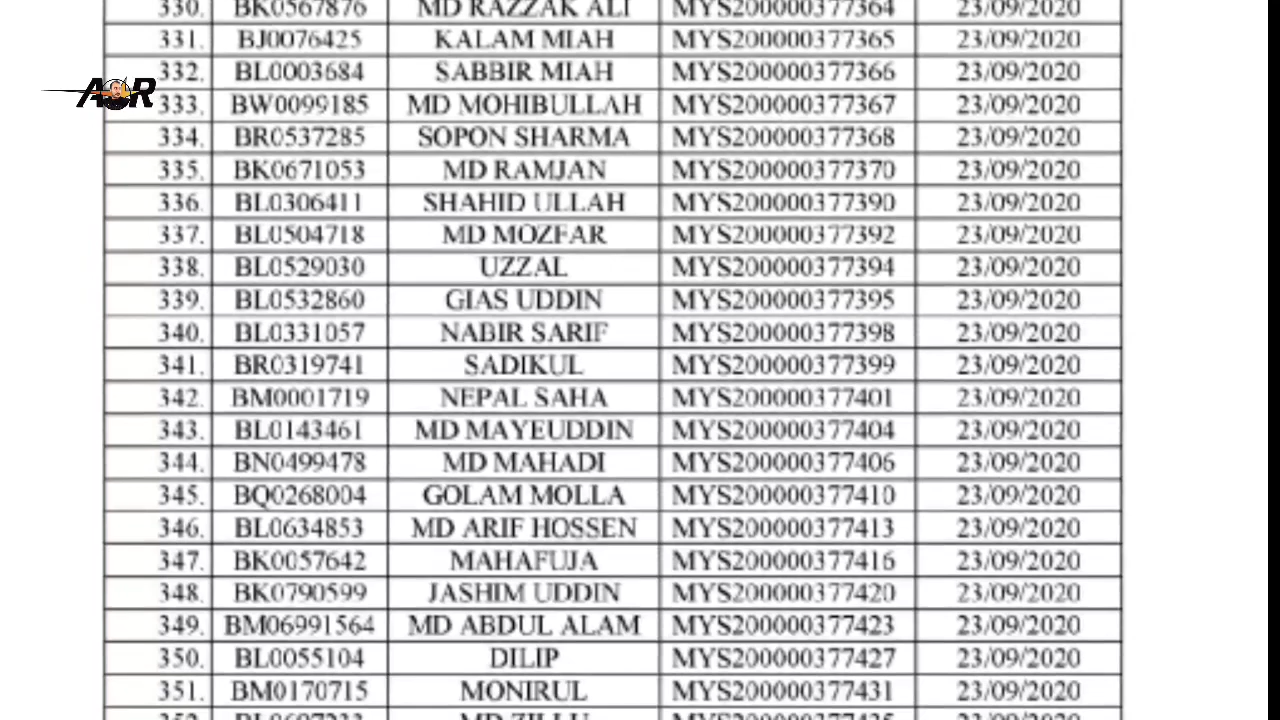 330. BK0567876 MD RAZZAK ALI MYS200000377364 23/09/2020
331. BJ0076425 KALAM MIAH MYS200000377365 23/09/2020
332. BL0003684 SABBIR MIAH MYS200000377366 23/09/2020
AOR
333. BW0099185 MD MOHIBULLAH MYS200000377367 23/09/2020
334. BR0537285 SOPON SHARMA MYS200000377368 23/09/2020
335. BK0671053 MD RAMJAN MYS200000377370 23/09/2020
336. BL0306411 SHAHID ULLAH MYS200000377390 23/09/2020
337. BL0504718 MD MOZFAR MYS200000377392 23/09/2020
338. BL0529030 UZZAL MYS200000377394 23/09/2020
339. BL0532860 GIAS UDDIN MYS200000377395 23/09/2020
340. BL0331057 NABIR SARIF MYS200000377398 23/09/2020
341. BR0319741 SADIKUL MYS200000377399 23/09/2020
342. BM0001719 NEPAL SAHA MYS200000377401 23/09/2020
343. BL0143461 MD MAYEUDDIN MYS200000377404 23/09/2020
344. BN0499478 MD MAHADI MYS200000377406 23/09/2020
345. BQ0268004 GOLAM MOLLA MYS200000377410 23/09/2020
346. BL0634853 MD ARIF HOSSEN MYS200000377413 23/09/2020
347. BK0057642 MAHAFUJA MYS200000377416 23/09/2020
348. BK0790599 JASHIM UDDIN MYS200000377420 23/09/2020
349. BM06991564 MD ABDUL ALAM MYS200000377423 23/09/2020
350. BL0055104 DILIP MYS200000377427 23/09/2020
351. BM0170715 MONIRUL MYS200000377431 23/09/2020